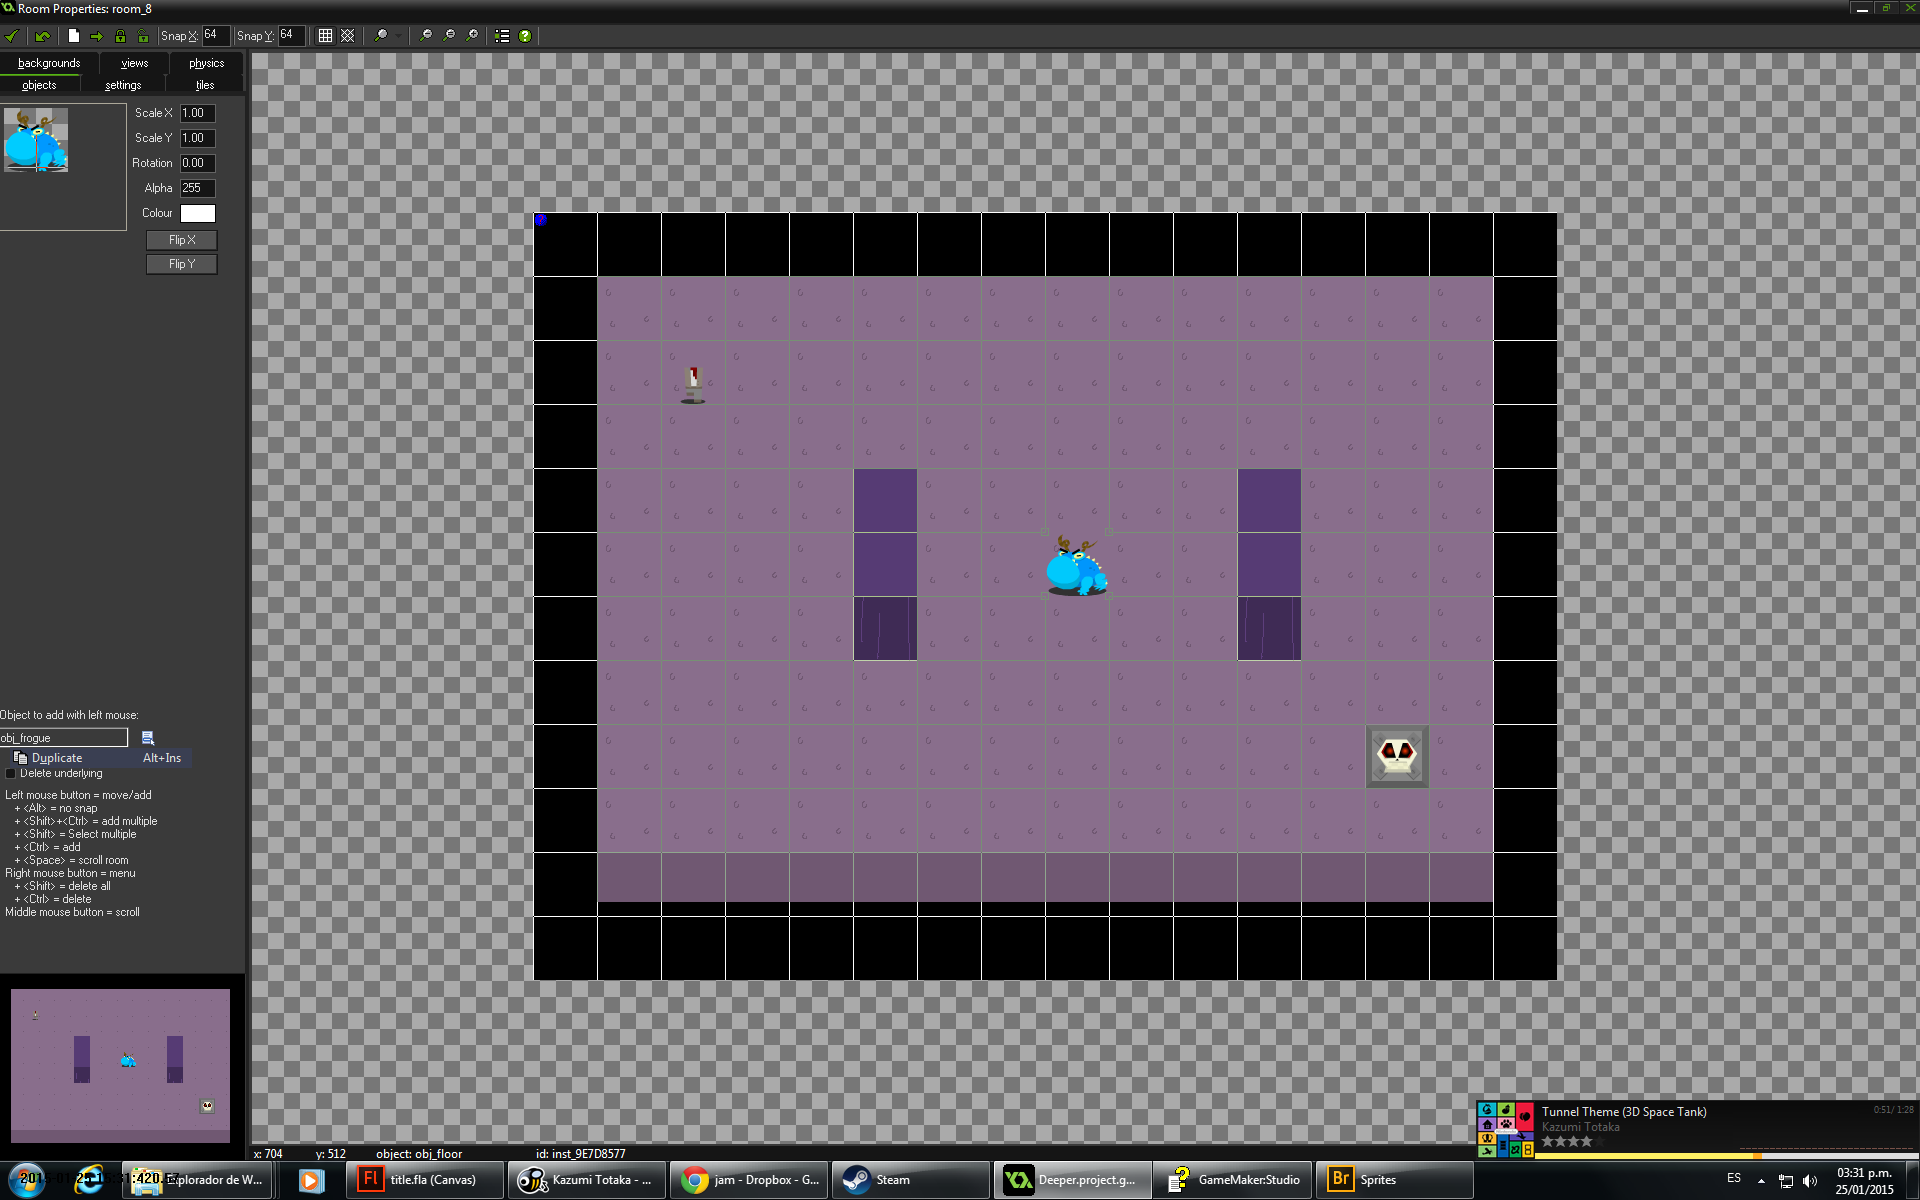 Room Properties: room_8
Snap X: 64 Snap Y: 64
backgrounds views physics
objects settings tiles
Scale X 1.00
Scale Y 1.00
Rotation 0.00
Alpha 255
Colour
Flip X
Flip Y
Object to add with left mouse:
obj_frogue
Duplicate Alt+Ins
Delete underlying
Left mouse button = move/add
+ <Alt> = no snap
+ <Shift>+<Ctrl> = add multiple
+ <Shift> = Select multiple
+ <Ctrl> = add
+ <Space> = scroll room
Right mouse button = menu
+ <Shift> = delete all
+ <Ctrl> = delete
Middle mouse button = scroll
x: 704 y: 512 object: obj_floor id: inst_9E7D8577
Tunnel Theme (3D Space Tank) 0:51/ 1:28
Kazumi Totaka
Explorador de W... title.fla (Canvas) Kazumi Totaka - ... jam - Dropbox - G... Steam Deeper.project.g... GameMaker:Studio Sprites
ES 03:31 p.m.
25/01/2015